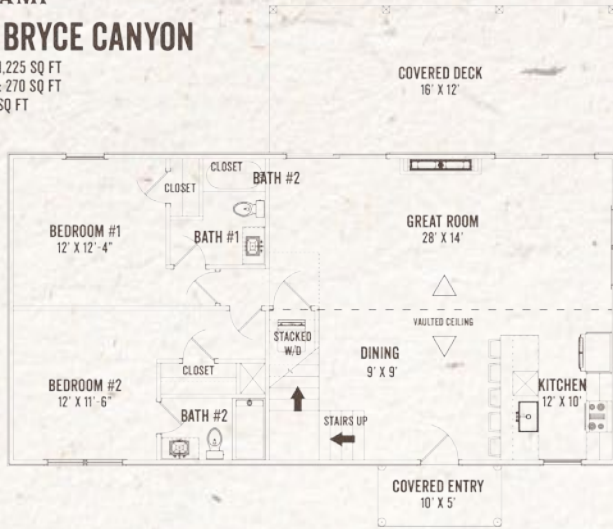 BRYCE CANYON
1,225 SQ FT
: 270 SQ FT
SQ FT
COVERED DECK
16' X 12'
CLOSET
BATH #2
CLOSET
BEDROOM #1
12' X 12'-4"
BATH #1
GREAT ROOM
28' X 14'
VAULTED CEILING
STACKED
W/D
DINING
9' X 9'
CLOSET
BEDROOM #2
12' X 11'-6"
KITCHEN
12' X 10'
BATH #2
STAIRS UP
COVERED ENTRY
10' X 5'